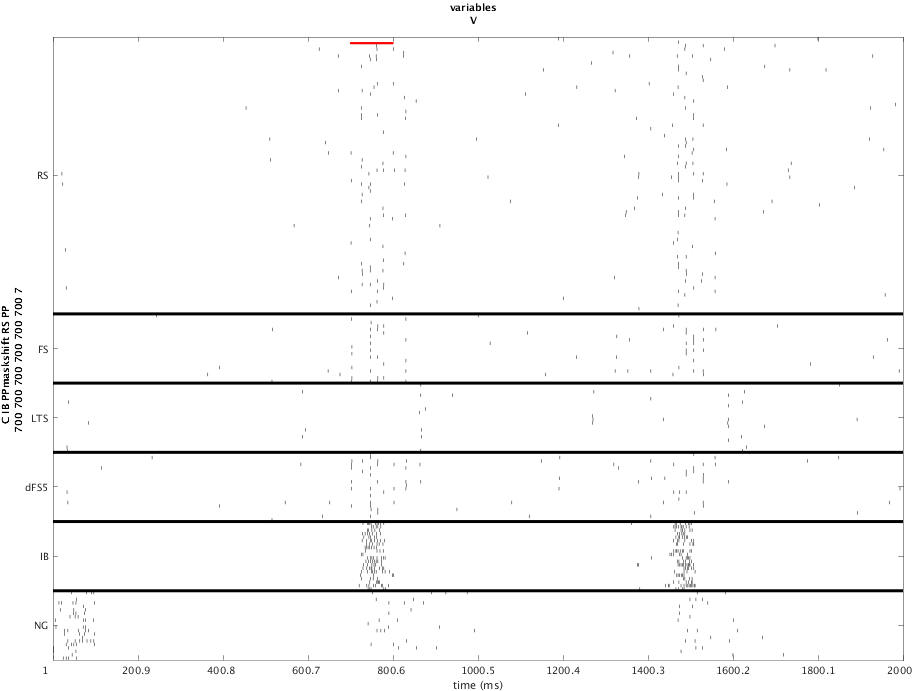 variables
V
RS
FS
LTS
dFS5
IB
NG
C IB PPmaskshift RS PP
700 700 700 700 700 700 700 7
1
200.9
400.8
600.7
800.6
1000.5
1200.4
1400.3
1600.2
1800.1
2000
time (ms)